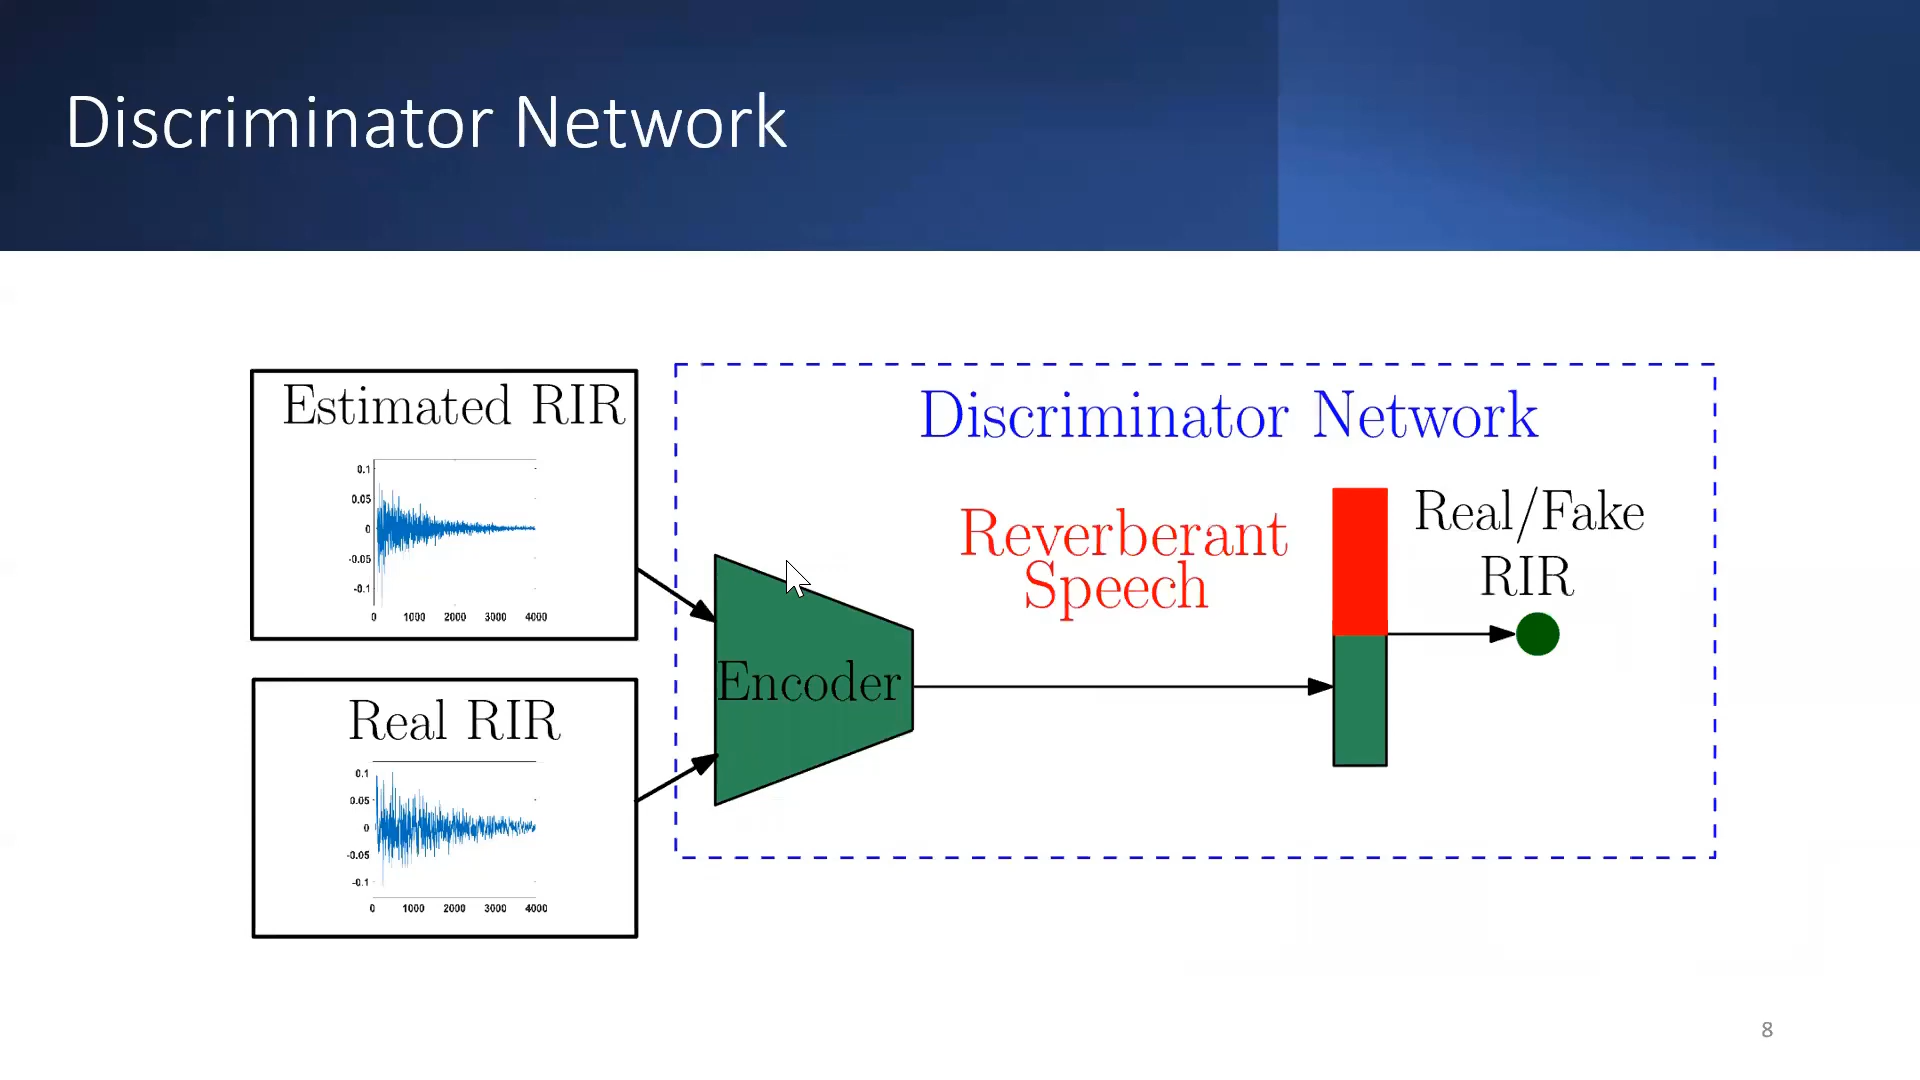 Discriminator Network
Estimated RIR
0.1
0.05
0
-0.05
-0.1
0 1000 2000 3000 4000
Real RIR
0.1
0.05
0
-0.05
-0.1
0 1000 2000 3000 4000
Discriminator Network
Encoder
Reverberant
Speech
Real/Fake
RIR
8